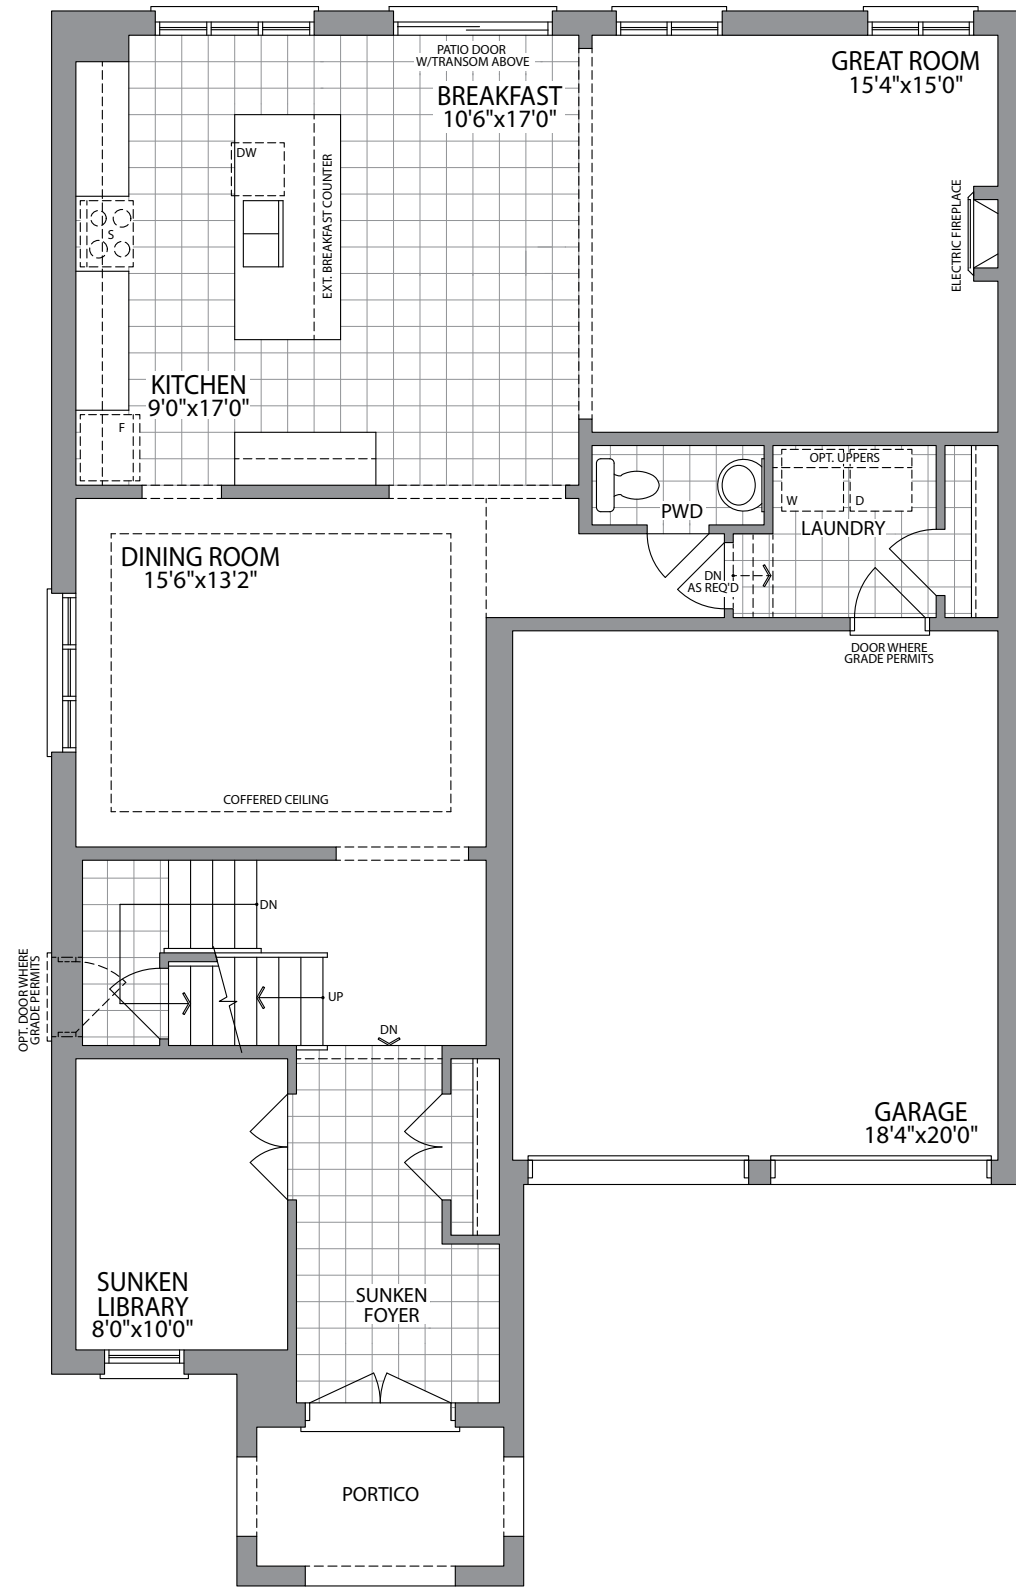 PATIO DOOR
W/TRANSOM ABOVE
GREAT ROOM
15'4"x15'0"
BREAKFAST
10'6"x17'0"
DW
EXT. BREAKFAST COUNTER
S
ELECTRIC FIREPLACE
KITCHEN
9'0"x17'0"
F
OPT. UPPERS
W
D
PWD
LAUNDRY
DINING ROOM
15'6"x13'2"
DN
AS REQ'D
DOOR WHERE
GRADE PERMITS
COFFERED CEILING
DN
OPT. DOOR WHERE
GRADE PERMITS
UP
DN
GARAGE
18'4"x20'0"
SUNKEN
LIBRARY
8'0"x10'0"
SUNKEN
FOYER
PORTICO